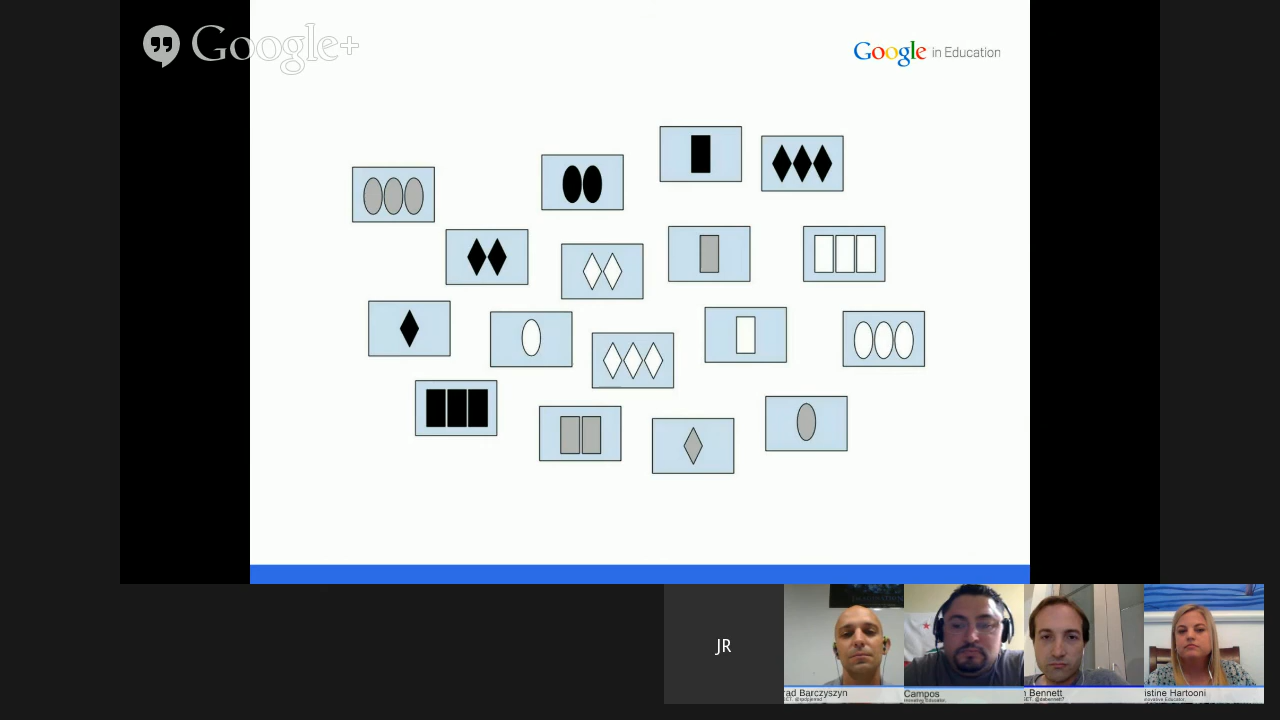 Google+
Google in Education
JR
rad Barczyszyn
Campos
n Bennett
istine Hartooni